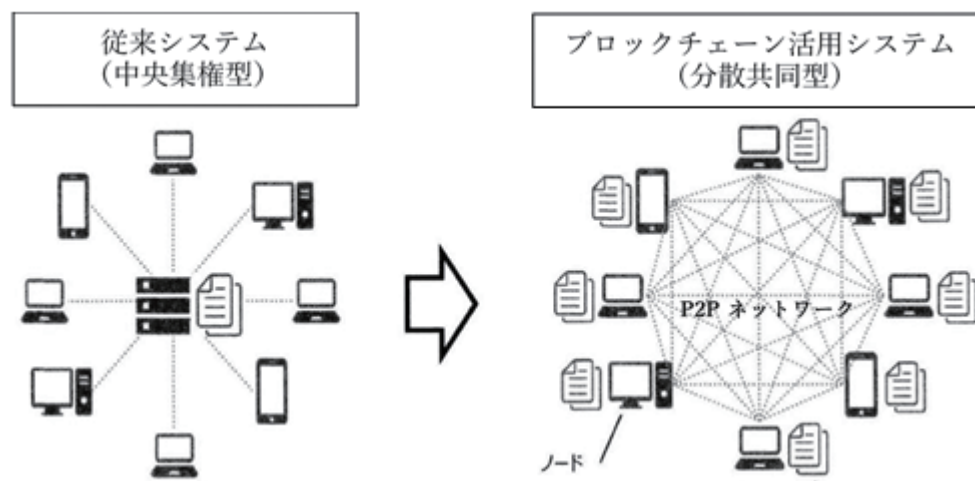 従来システム
(中央集権型)
ブロックチェーン活用システム
(分散共同型)
P2P ネットワーク
ノード